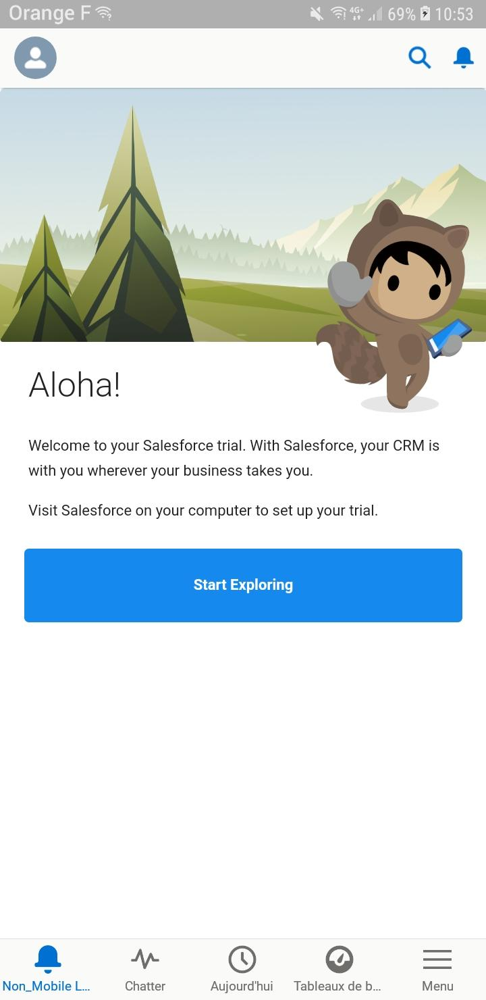 Orange F 4G+ 69% 10:53
Aloha!
Welcome to your Salesforce trial. With Salesforce, your CRM is
with you wherever your business takes you.
Visit Salesforce on your computer to set up your trial.
Start Exploring
Non_Mobile L... Chatter Aujourd'hui Tableaux de b... Menu